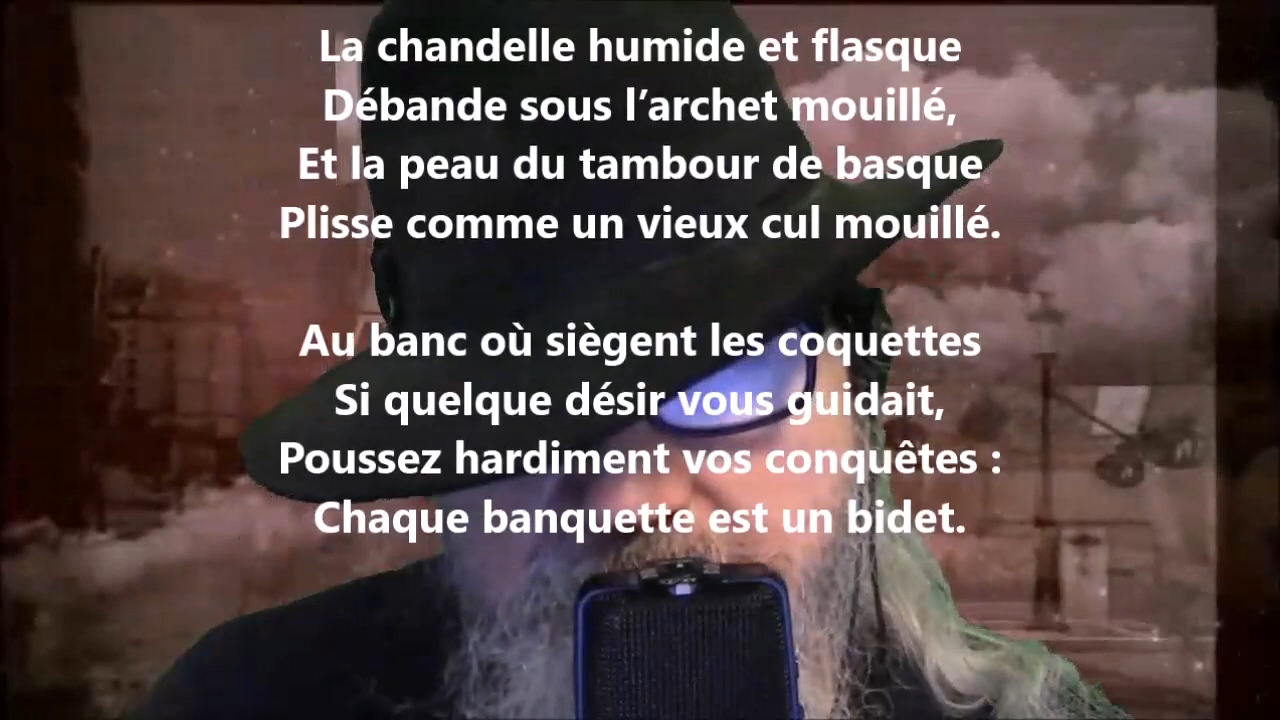 La chandelle humide et flasque
Débande sous l’archet mouillé,
Et la peau du tambour de basque
Plisse comme un vieux cul mouillé.
Au banc où siègent les coquettes
Si quelque désir vous guidait,
Poussez hardiment vos conquêtes :
Chaque banquette est un bidet.